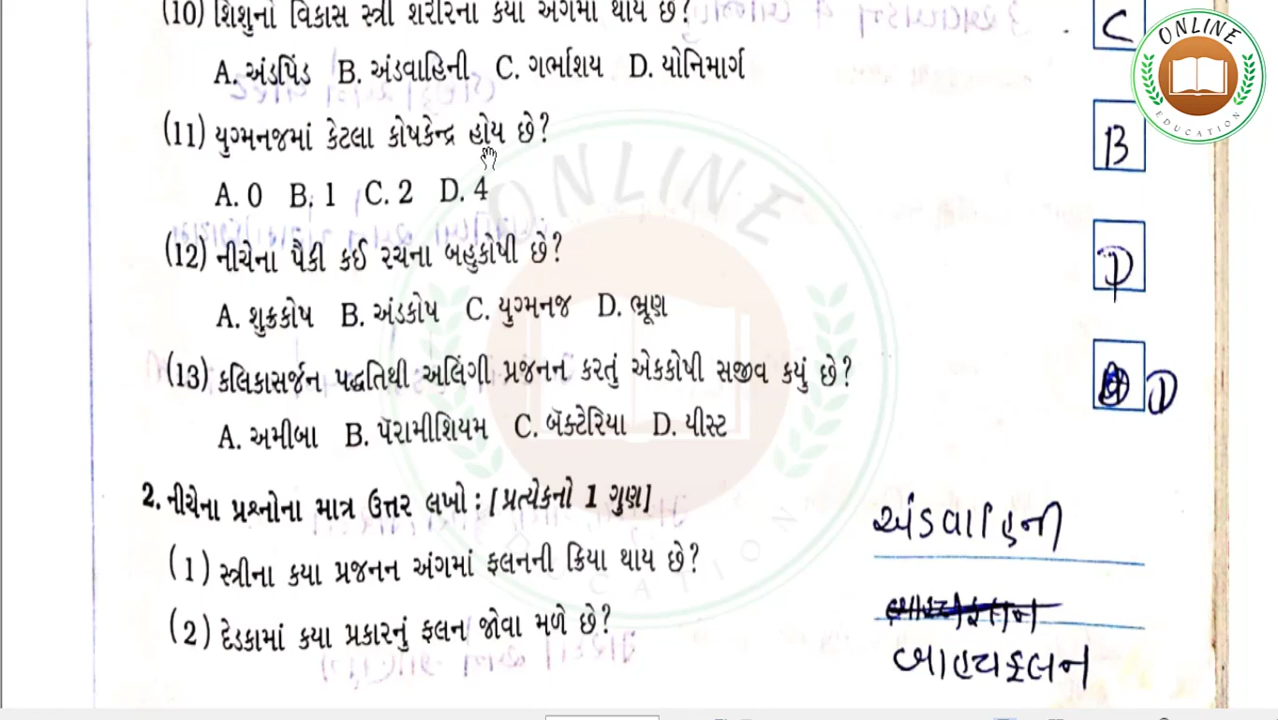 (10) શિશુનો વિકાસ સ્ત્રી શરીરના કયા અંગમાં થાય છે?
C
A. અંડપિંડ B. અંડવાહિની C. ગર્ભાશય D. યોનિમાર્ગ
ONLINE
EDUCATION
(11) યુગ્મનજમાં કેટલા કોષકેન્દ્ર હોય છે?
B
A. 0 B. 1 C. 2 D. 4
(12) નીચેના પૈકી કઈ રચના બહુકોષી છે?
D
A. શુક્રકોષ B. અંડકોષ C. યુગ્મનજ D. ભ્રૂણ
(13) કલિકાસર્જન પદ્ધતિથી અલિંગી પ્રજનન કરતું એકકોષી સજીવ કયું છે?
D
A. અમીબા B. પૅરામીશિયમ C. બૅક્ટેરિયા D. યીસ્ટ
2. નીચેના પ્રશ્નોના માત્ર ઉત્તર લખો : [પ્રત્યેકનો 1 ગુણ]
(1) સ્ત્રીના કયા પ્રજનન અંગમાં ફલનની ક્રિયા થાય છે?
અંડવાહિની
(2) દેડકામાં કયા પ્રકારનું ફલન જોવા મળે છે?
બાહ્યફલન
ONLINE
EDUCATION